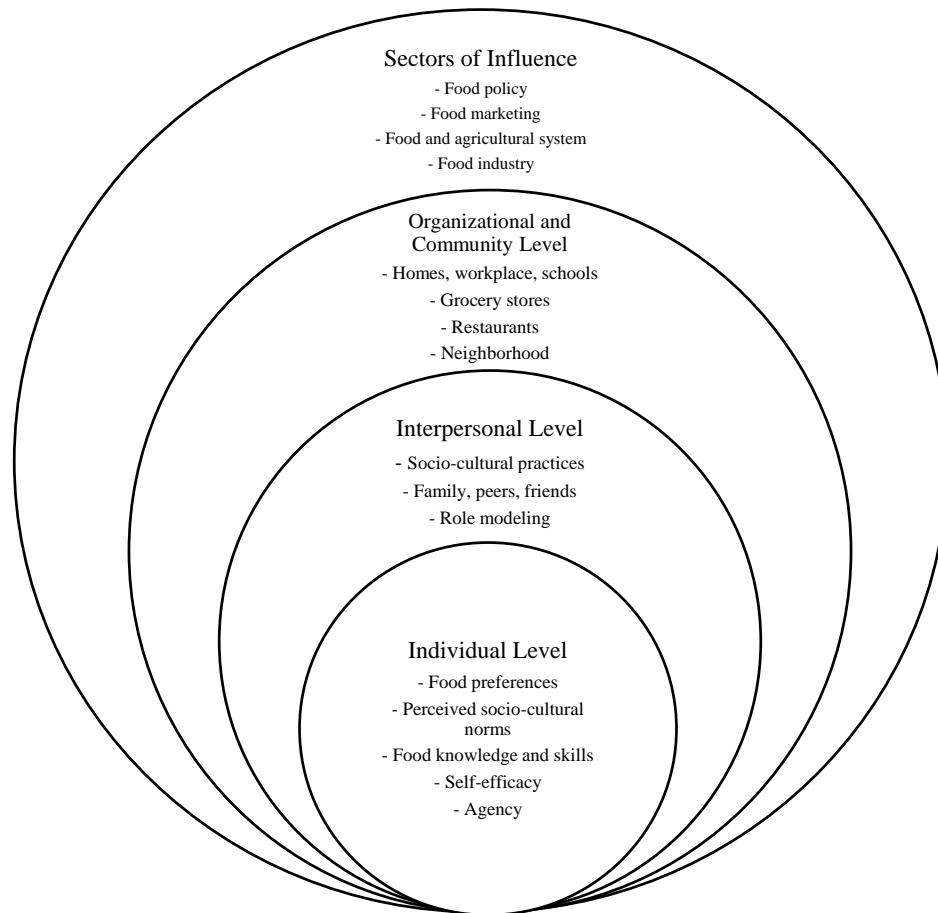 Sectors of Influence
- Food policy
- Food marketing
- Food and agricultural system
- Food industry
Organizational and
Community Level
- Homes, workplace, schools
- Grocery stores
- Restaurants
- Neighborhood
Interpersonal Level
- Socio-cultural practices
- Family, peers, friends
- Role modeling
Individual Level
- Food preferences
- Perceived socio-cultural
norms
- Food knowledge and skills
- Self-efficacy
- Agency